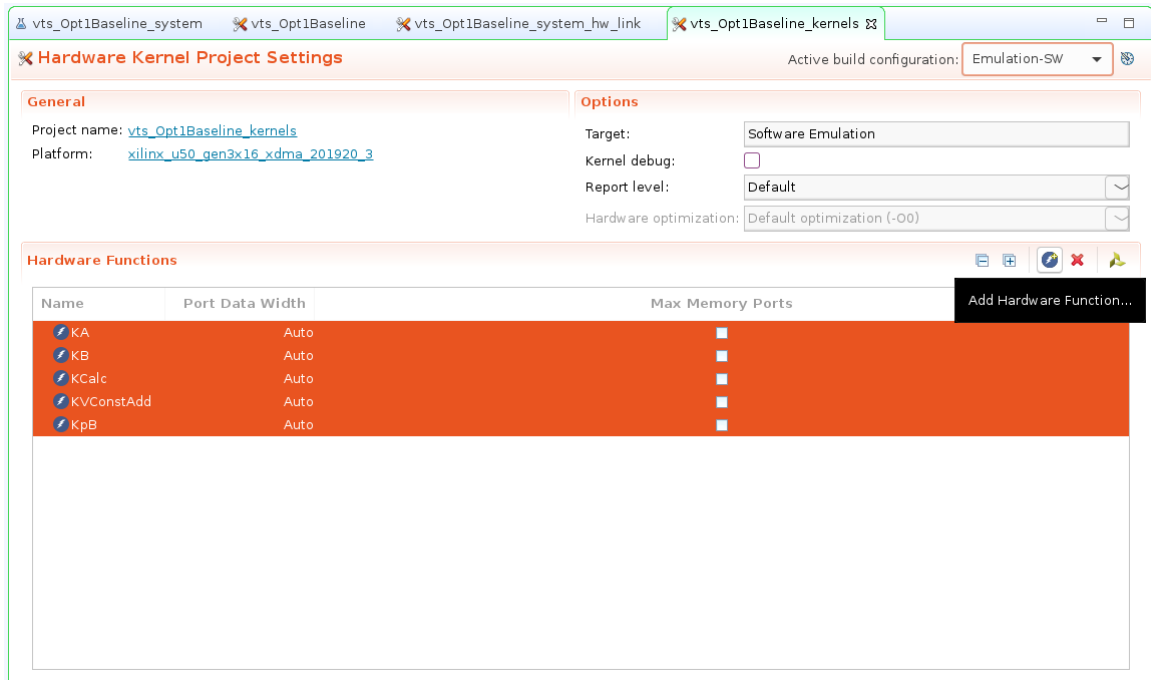 vts_Opt1Baseline_system vts_Opt1Baseline vts_Opt1Baseline_system_hw_link vts_Opt1Baseline_kernels
Hardware Kernel Project Settings
Active build configuration: Emulation-SW
General
Project name: vts_Opt1Baseline_kernels
Platform: xilinx_u50_gen3x16_xdma_201920_3
Options
Target: Software Emulation
Kernel debug:
Report level: Default
Hardware optimization: Default optimization (-O0)
Hardware Functions
Add Hardware Function...
Name Port Data Width Max Memory Ports
KA Auto
KB Auto
KCalc Auto
KVConstAdd Auto
KpB Auto